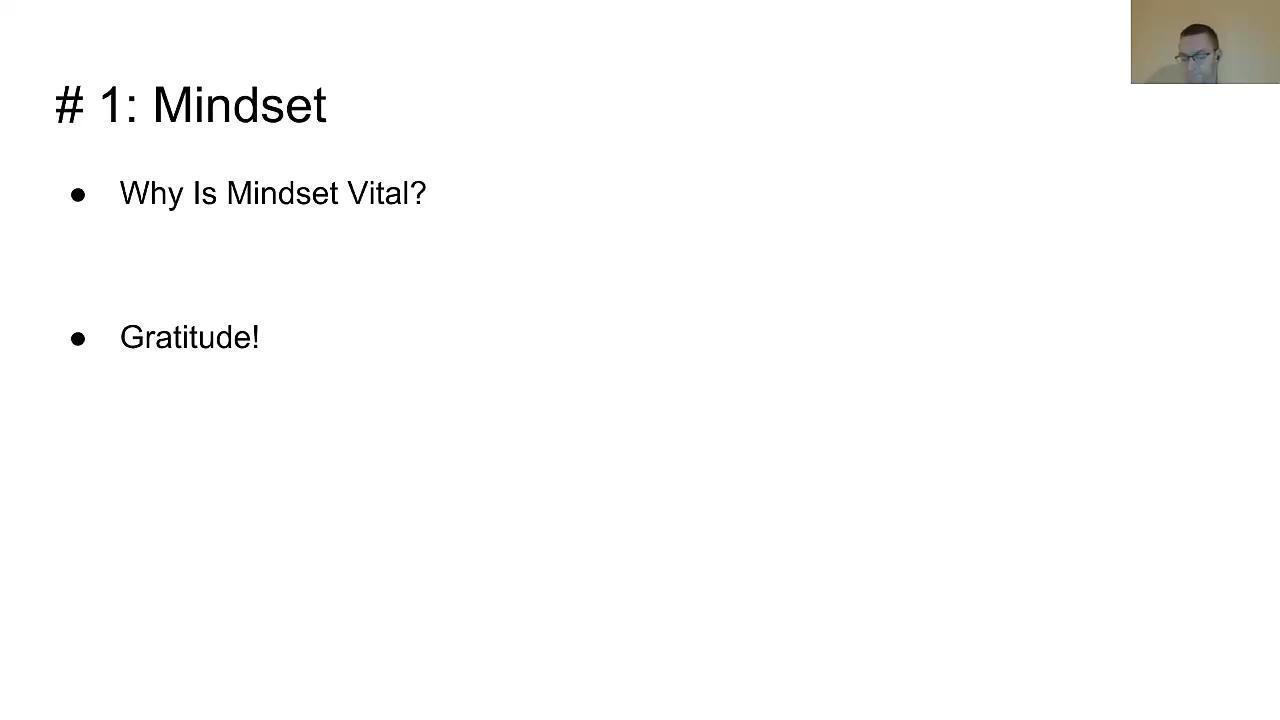 # 1: Mindset
● Why Is Mindset Vital?
● Gratitude!